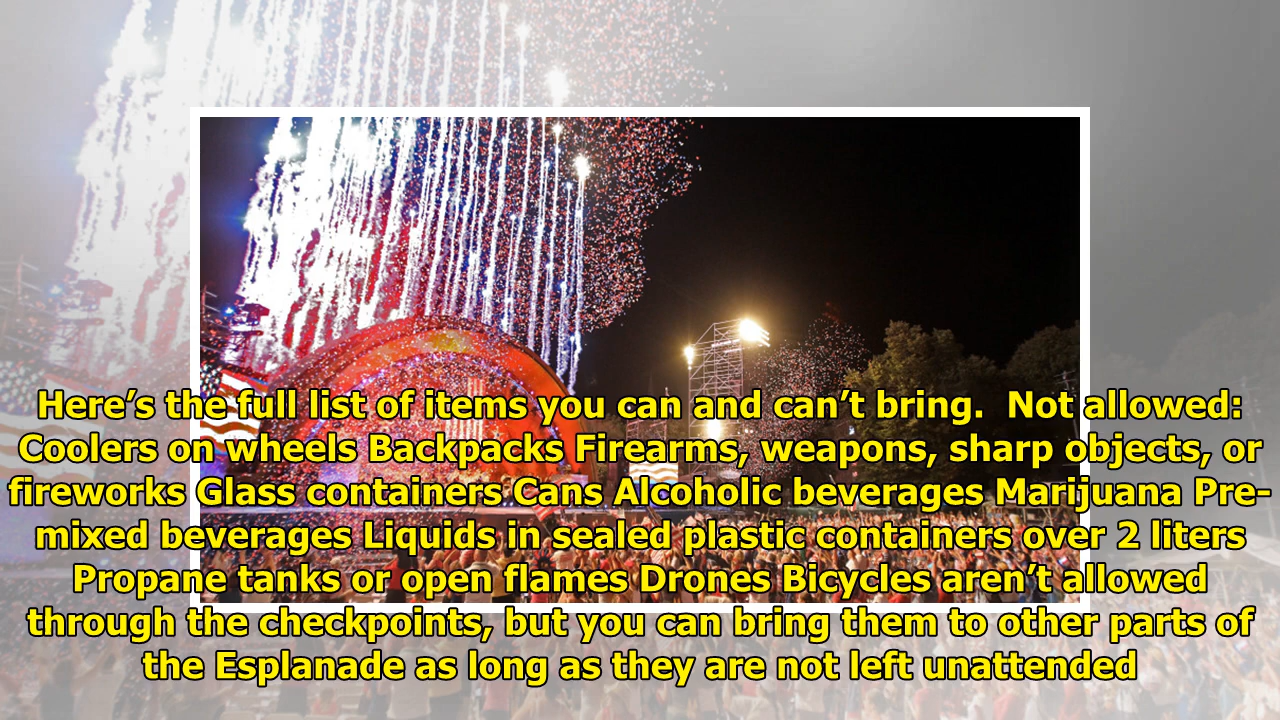 Here’s the full list of items you can and can’t bring.  Not allowed:
Coolers on wheels Backpacks Firearms, weapons, sharp objects, or
fireworks Glass containers Cans Alcoholic beverages Marijuana Pre-
mixed beverages Liquids in sealed plastic containers over 2 liters
Propane tanks or open flames Drones Bicycles aren’t allowed
through the checkpoints, but you can bring them to other parts of
the Esplanade as long as they are not left unattended